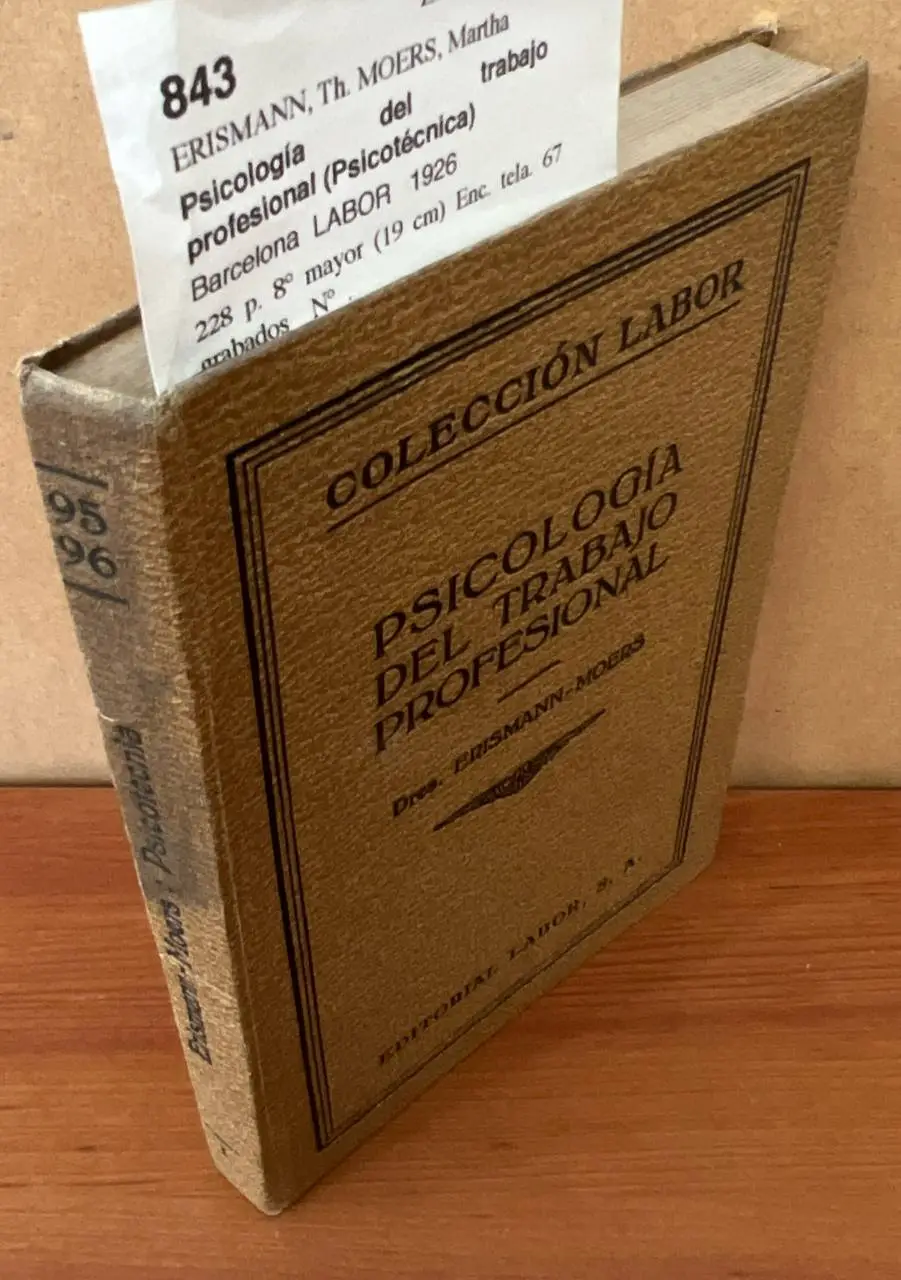 843
ERISMANN, Th. MOERS, Martha
Psicología del trabajo
profesional (Psicotécnica)
Barcelona LABOR 1926
228 p. 8º mayor (19 cm) Enc. tela. 67
grabados. Nº
COLECCIÓN LABOR
PSICOLOGÍA
DEL TRABAJO
PROFESIONAL
Dres. ERISMANN-MOERS
EDITORIAL LABOR, S. A.
95
96
Erismann-Moers: Psicotecnia